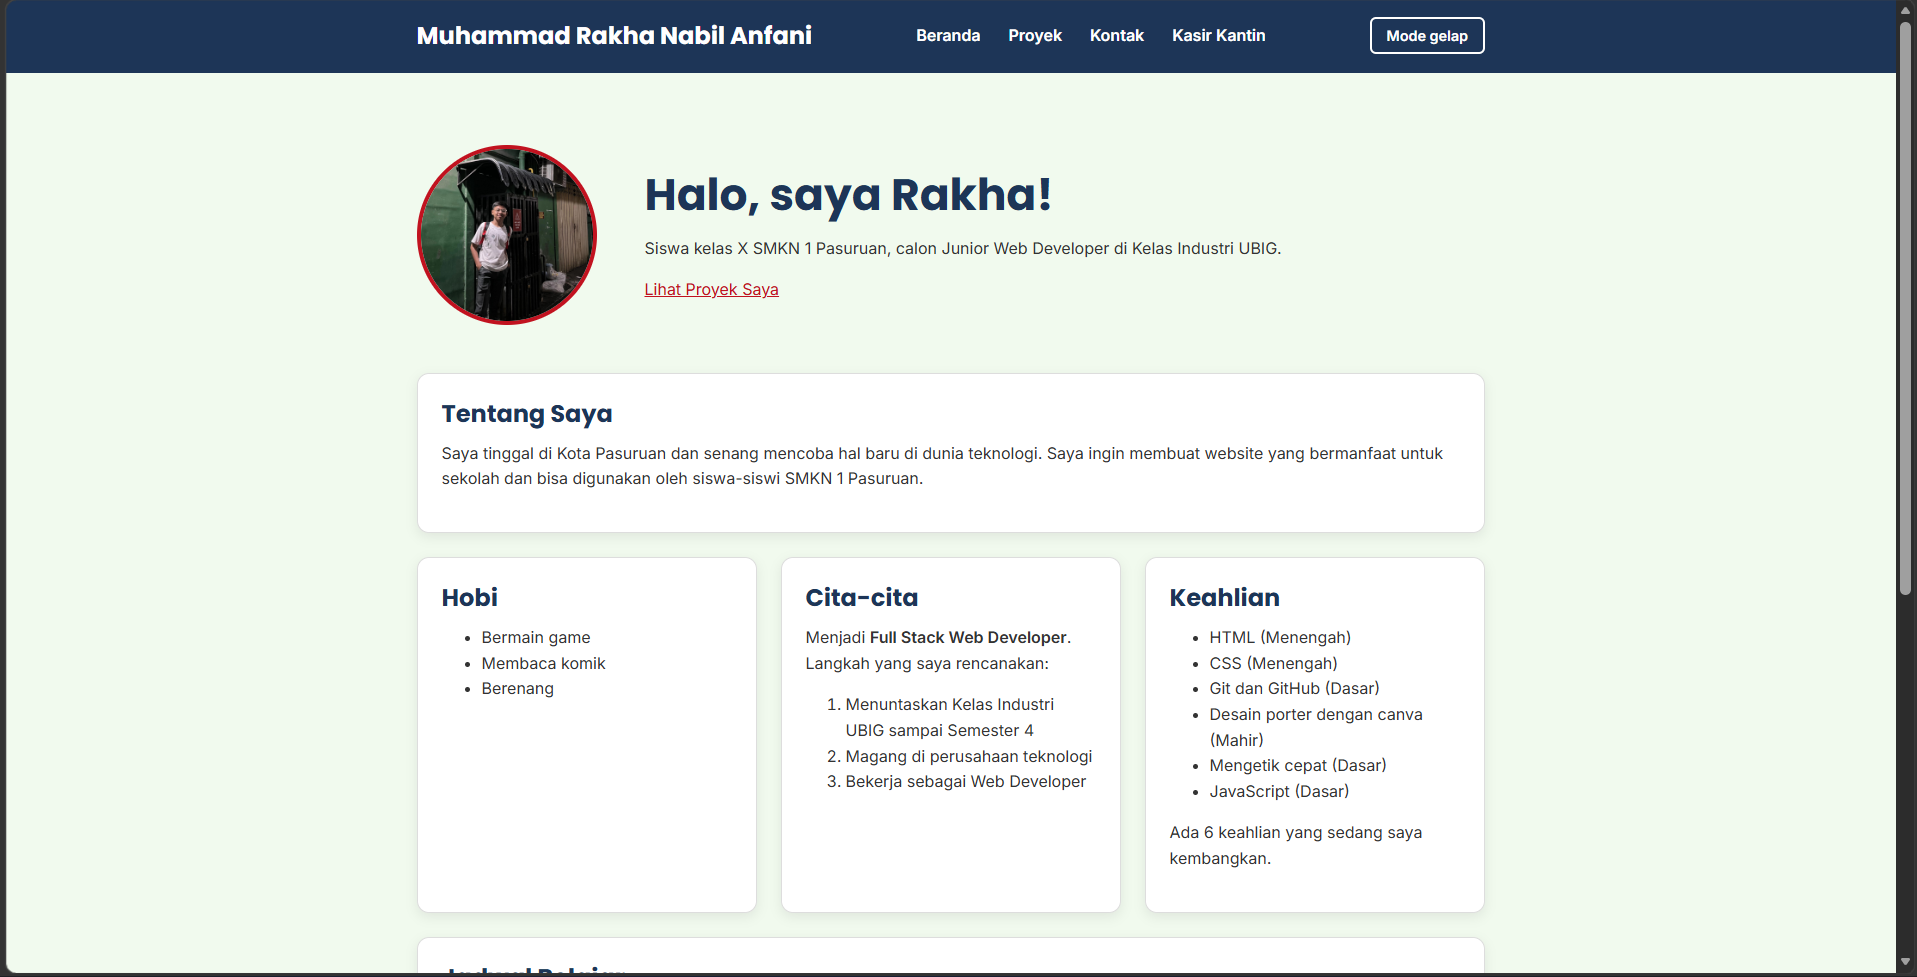 Muhammad Rakha Nabil Anfani
Beranda
Proyek
Kontak
Kasir Kantin
Mode gelap
Halo, saya Rakha!
Siswa kelas X SMKN 1 Pasuruan, calon Junior Web Developer di Kelas Industri UBIG.
Lihat Proyek Saya
Tentang Saya
Saya tinggal di Kota Pasuruan dan senang mencoba hal baru di dunia teknologi. Saya ingin membuat website yang bermanfaat untuk
sekolah dan bisa digunakan oleh siswa-siswi SMKN 1 Pasuruan.
Hobi
• Bermain game
• Membaca komik
• Berenang
Cita-cita
Menjadi Full Stack Web Developer.
Langkah yang saya rencanakan:
1. Menuntaskan Kelas Industri
UBIG sampai Semester 4
2. Magang di perusahaan teknologi
3. Bekerja sebagai Web Developer
Keahlian
• HTML (Menengah)
• CSS (Menengah)
• Git dan GitHub (Dasar)
• Desain porter dengan canva
(Mahir)
• Mengetik cepat (Dasar)
• JavaScript (Dasar)
Ada 6 keahlian yang sedang saya
kembangkan.